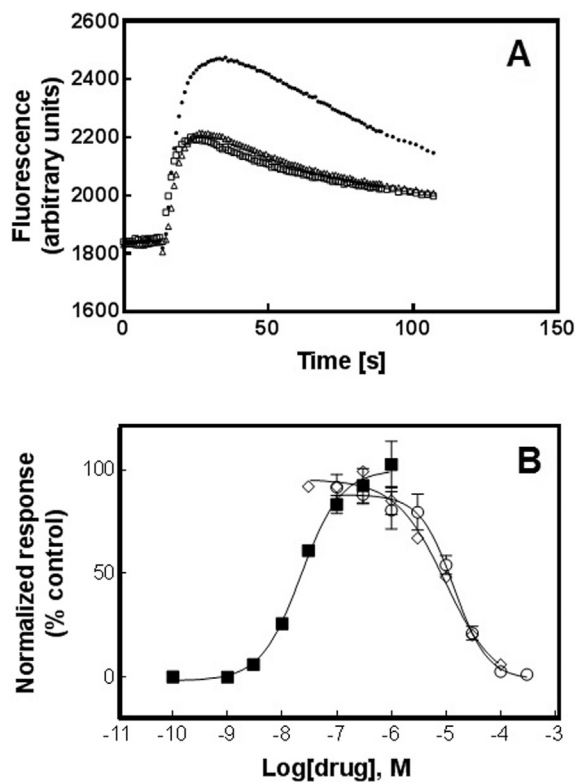 A
Fluorescence
(arbitrary units)
2600
2400
2200
2000
1800
1600
0 50 100 150
Time [s]
B
Normalized response
(% control)
100
50
0
-11 -10 -9 -8 -7 -6 -5 -4 -3
Log[drug], M